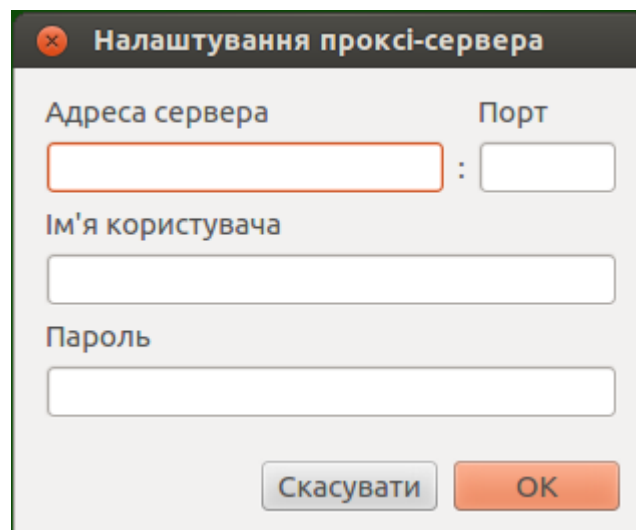 Налаштування проксі-сервера
Адреса сервера Порт
:
Ім'я користувача
Пароль
Скасувати OK